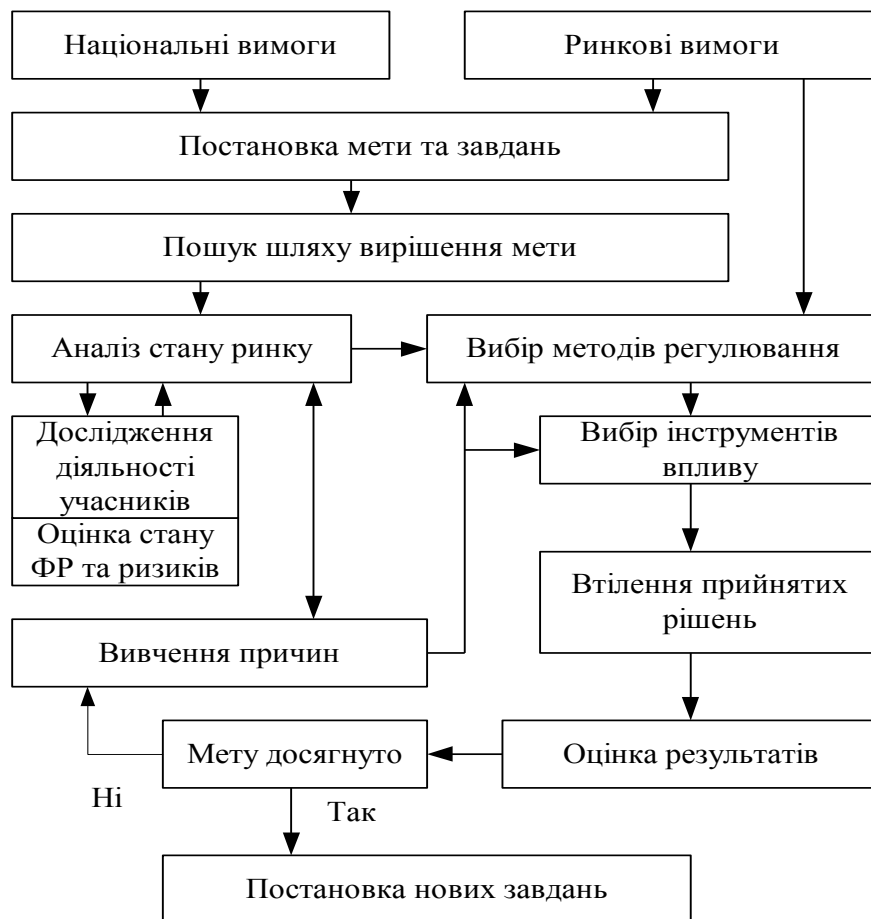 Національні вимоги
Ринкові вимоги
Постановка мети та завдань
Пошук шляху вирішення мети
Аналіз стану ринку
Вибір методів регулювання
Дослідження
діяльності
учасників
Оцінка стану
ФР та ризиків
Вибір інструментів
впливу
Втілення прийнятих
рішень
Вивчення причин
Мету досягнуто
Оцінка результатів
Ні
Так
Постановка нових завдань